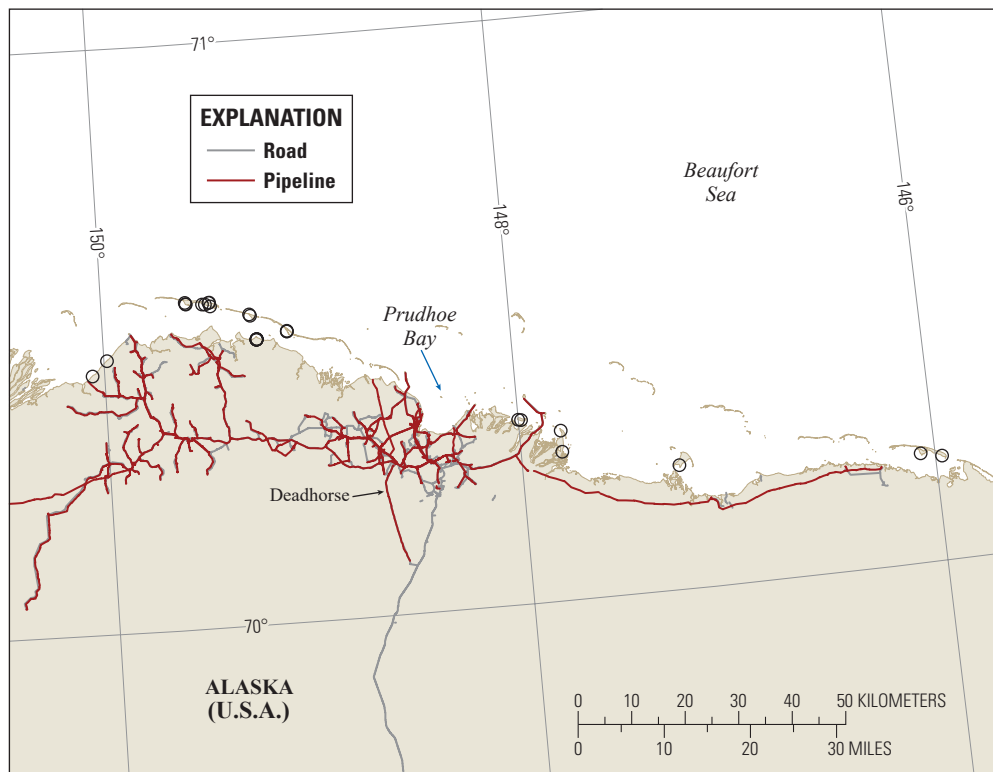 71°
EXPLANATION
Road
Pipeline
Beaufort
Sea
150°
148°
146°
Prudhoe
Bay
Deadhorse
70°
ALASKA
(U.S.A.)
0 10 20 30 40 50 KILOMETERS
0 10 20 30 MILES